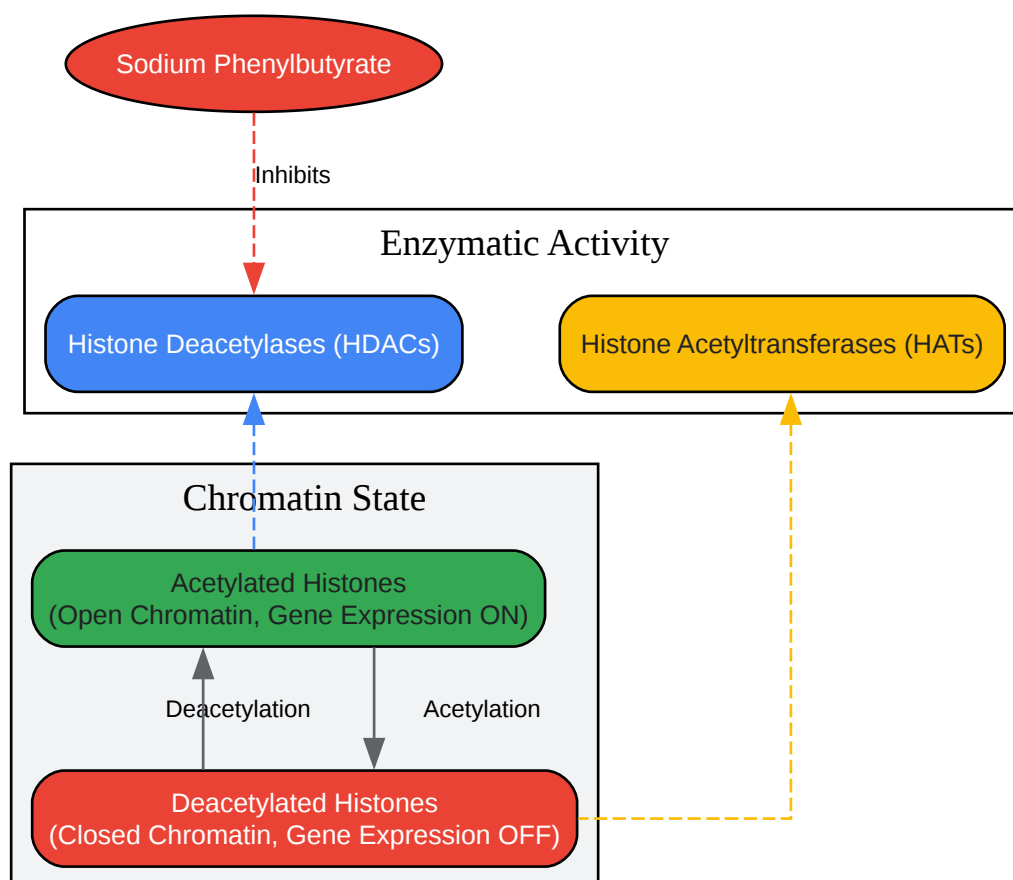 Sodium Phenylbutyrate
Inhibits
Enzymatic Activity
Histone Deacetylases (HDACs)
Histone Acetyltransferases (HATs)
Chromatin State
Acetylated Histones
(Open Chromatin, Gene Expression ON)
Deacetylation
Acetylation
Deacetylated Histones
(Closed Chromatin, Gene Expression OFF)